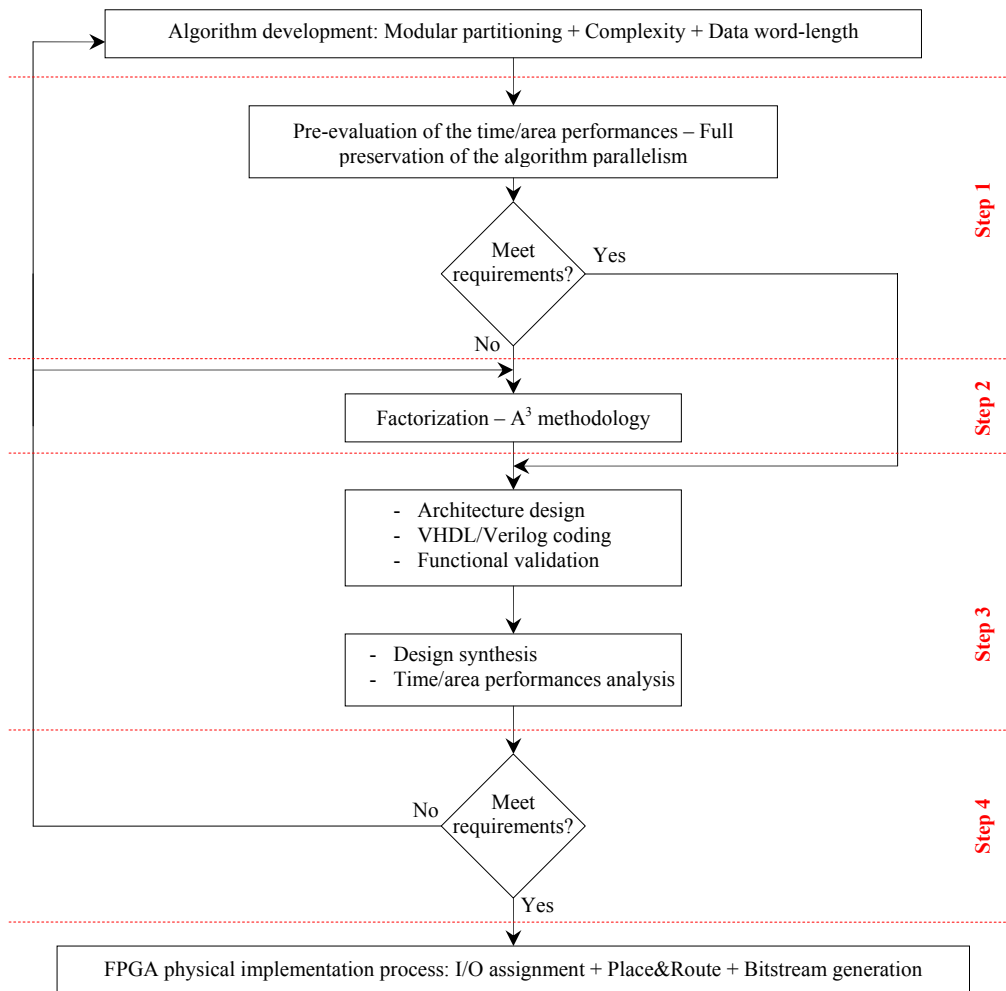 Algorithm development: Modular partitioning + Complexity + Data word-length
Pre-evaluation of the time/area performances – Full
preservation of the algorithm parallelism
Step 1
Meet
requirements?
Yes
No
Factorization – A³ methodology
Step 2
- Architecture design
- VHDL/Verilog coding
- Functional validation
Step 3
- Design synthesis
- Time/area performances analysis
No
Meet
requirements?
Step 4
Yes
FPGA physical implementation process: I/O assignment + Place&Route + Bitstream generation